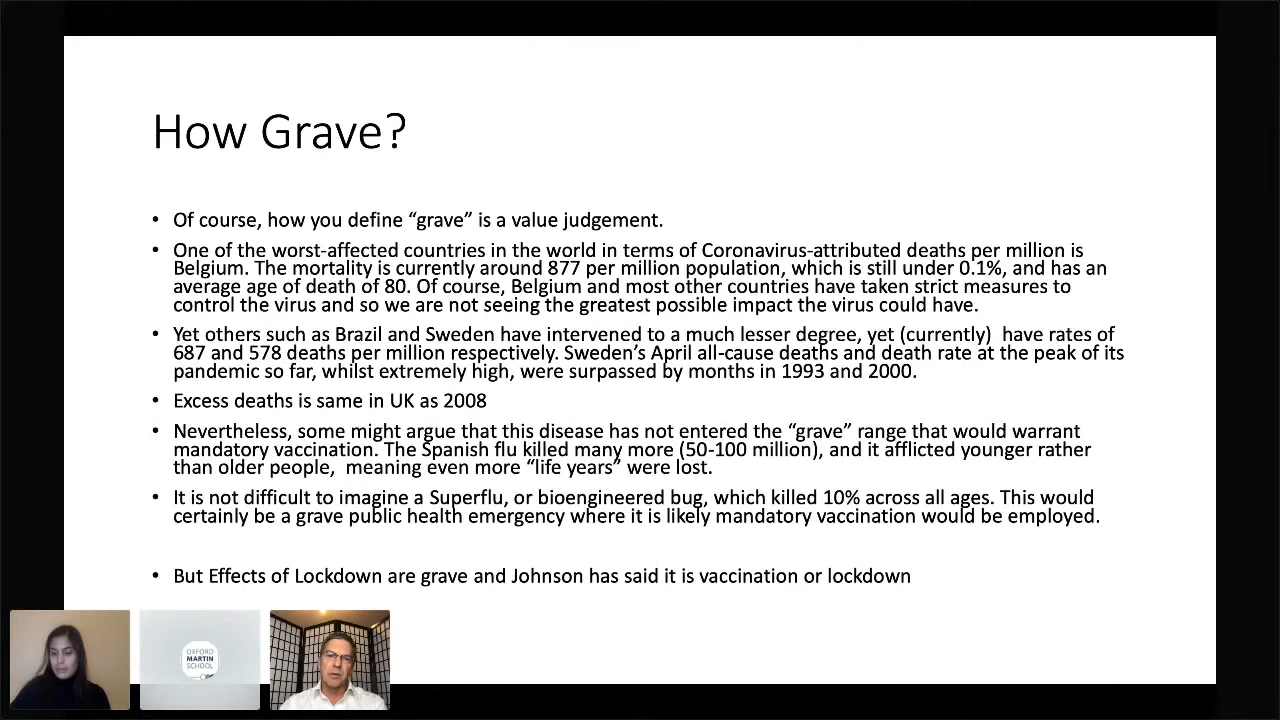 How Grave?
• Of course, how you define “grave” is a value judgement.
• One of the worst-affected countries in the world in terms of Coronavirus-attributed deaths per million is
Belgium. The mortality is currently around 877 per million population, which is still under 0.1%, and has an
average age of death of 80. Of course, Belgium and most other countries have taken strict measures to
control the virus and so we are not seeing the greatest possible impact the virus could have.
• Yet others such as Brazil and Sweden have intervened to a much lesser degree, yet (currently)  have rates of
687 and 578 deaths per million respectively. Sweden’s April all-cause deaths and death rate at the peak of its
pandemic so far, whilst extremely high, were surpassed by months in 1993 and 2000.
• Excess deaths is same in UK as 2008
• Nevertheless, some might argue that this disease has not entered the “grave” range that would warrant
mandatory vaccination. The Spanish flu killed many more (50-100 million), and it afflicted younger rather
than older people,  meaning even more “life years” were lost.
• It is not difficult to imagine a Superflu, or bioengineered bug, which killed 10% across all ages. This would
certainly be a grave public health emergency where it is likely mandatory vaccination would be employed.
• But Effects of Lockdown are grave and Johnson has said it is vaccination or lockdown
OXFORD
MARTIN
SCHOOL